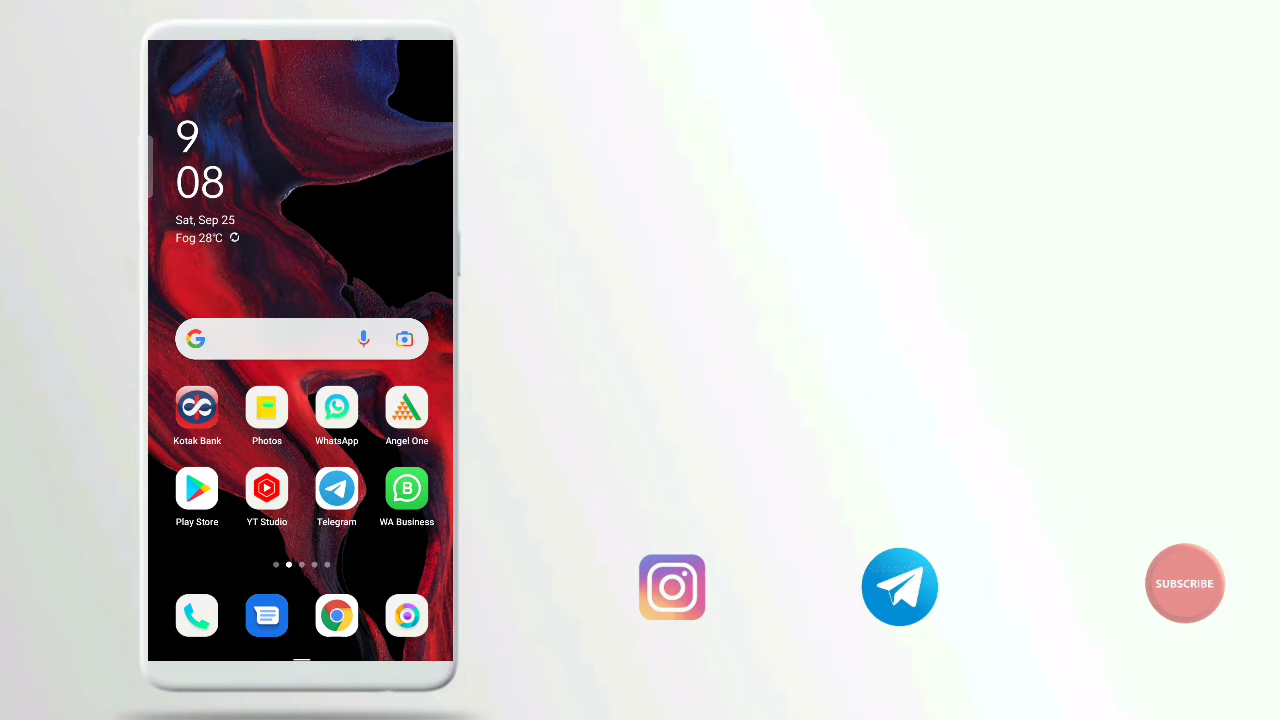 9
08
Sat, Sep 25
Fog 28°C
Kotak Bank
Photos
WhatsApp
Angel One
Play Store
YT Studio
Telegram
WA Business
SUBSCRIBE